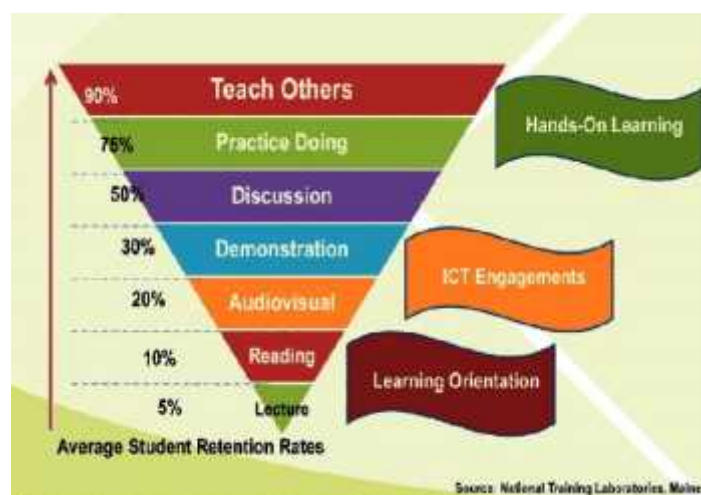 90% Teach Others
75% Practice Doing
50% Discussion
30% Demonstration
20% Audiovisual
10% Reading
5% Lecture
Average Student Retention Rates
Hands-On Learning
ICT Engagements
Learning Orientation
Source: National Training Laboratories, Maine